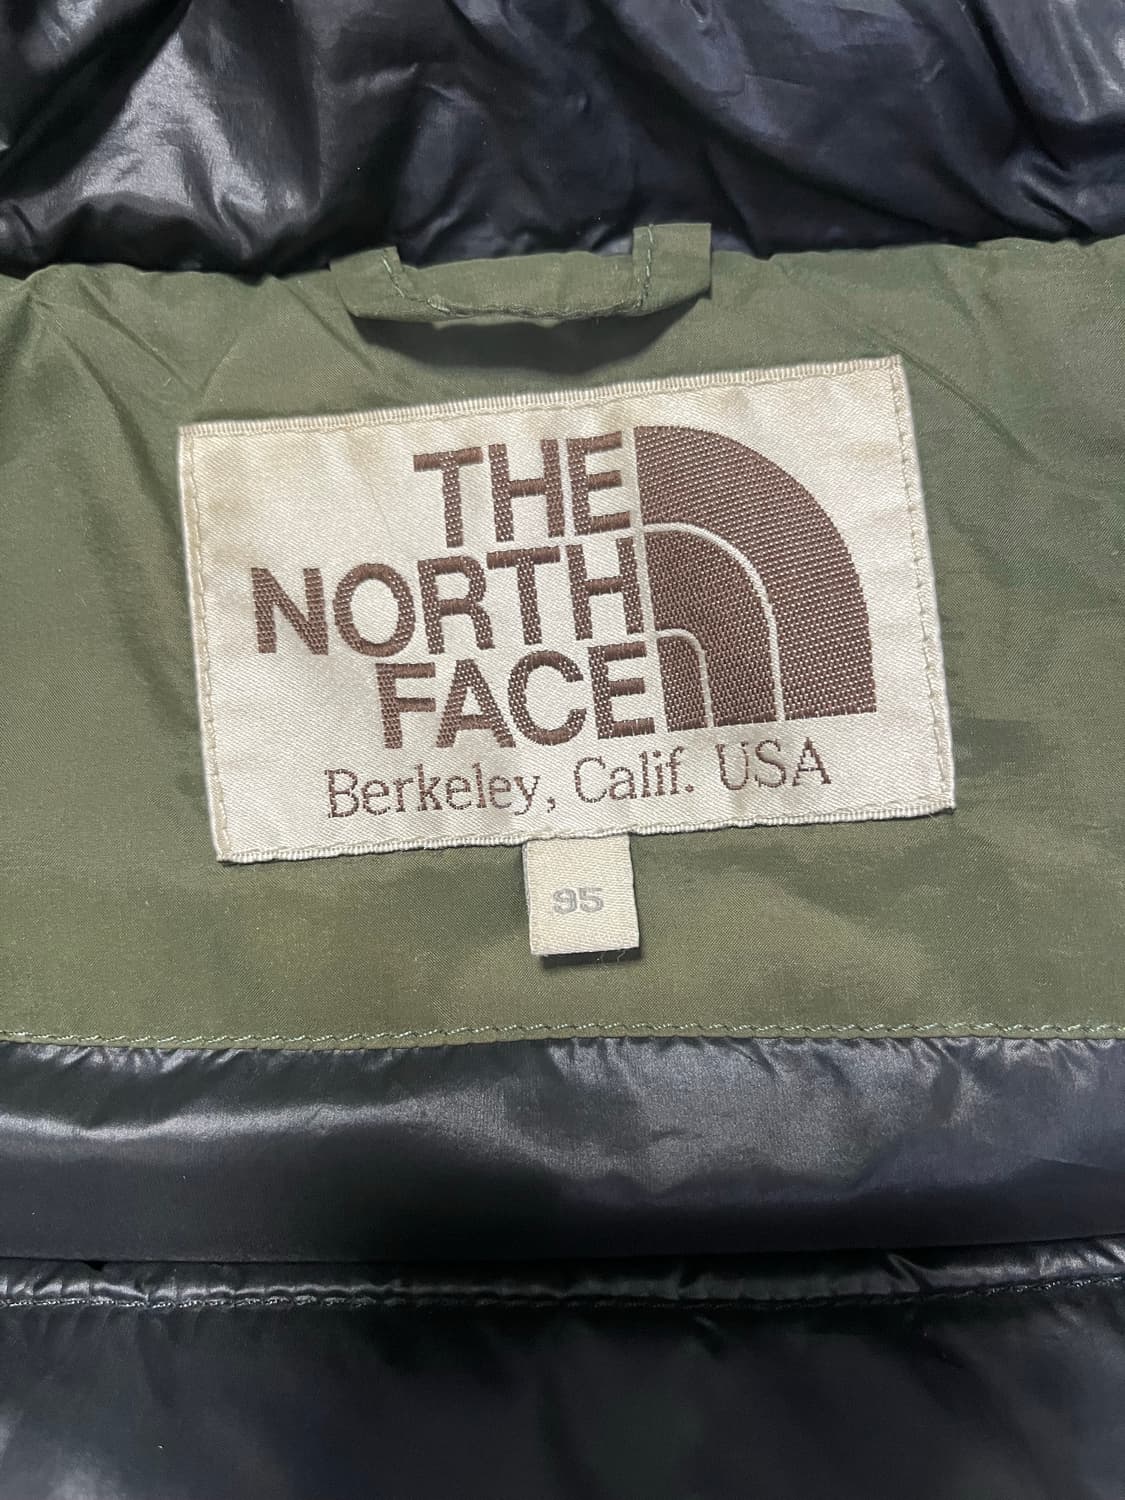 THE
NORTH
FACE
Berkeley, Calif. USA
95